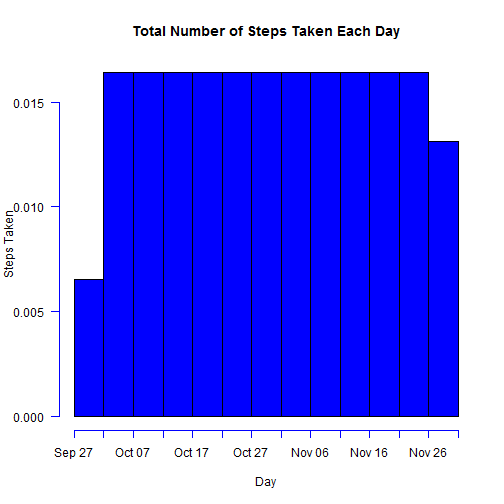 Total Number of Steps Taken Each Day
0.015
0.010
0.005
0.000
Steps Taken
Sep 27 Oct 07 Oct 17 Oct 27 Nov 06 Nov 16 Nov 26
Day